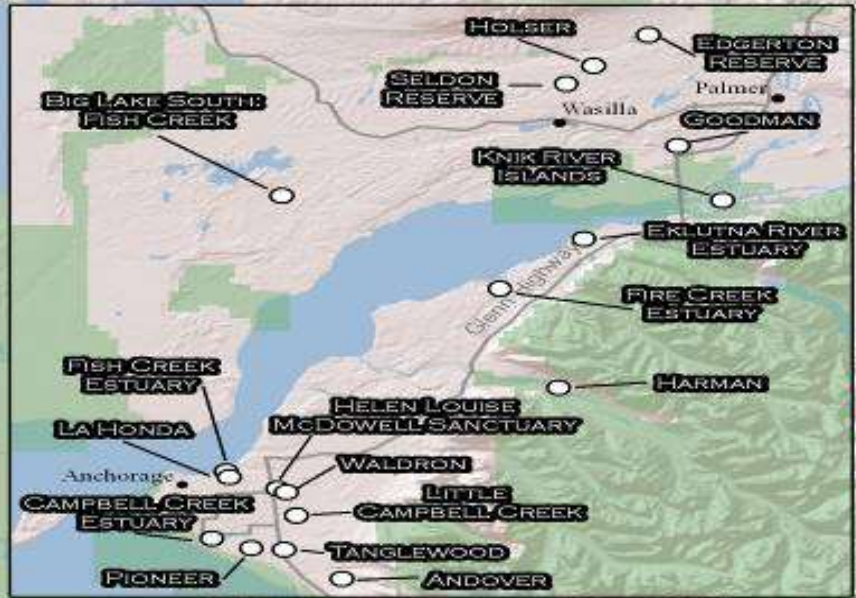 HOLSER
EDGERTON
RESERVE
SELDON
RESERVE
Palmer
BIG LAKE SOUTH:
FISH CREEK
Wasilla
GOODMAN
KNIK RIVER
ISLANDS
EKLUTNA RIVER
ESTUARY
Glenn Highway
FIRE CREEK
ESTUARY
FISH CREEK
ESTUARY
HARMAN
HELEN LOUISE
MCDOWELL SANCTUARY
LA HONDA
WALDRON
Anchorage
LITTLE
CAMPBELL CREEK
CAMPBELL CREEK
ESTUARY
TANGLEWOOD
PIONEER
ANDOVER